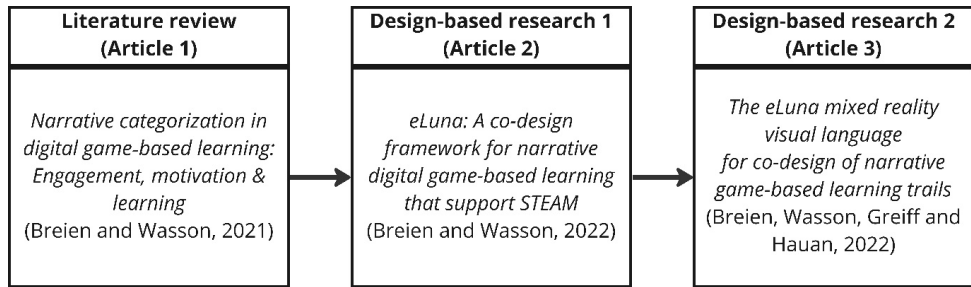 Literature review
(Article 1)
Narrative categorization in
digital game-based learning:
Engagement, motivation &
learning
(Breien and Wasson, 2021)
Design-based research 1
(Article 2)
eLuna: A co-design
framework for narrative
digital game-based learning
that support STEAM
(Breien and Wasson, 2022)
Design-based research 2
(Article 3)
The eLuna mixed reality
visual language
for co-design of narrative
game-based learning trails
(Breien, Wasson, Greiff and
Hauan, 2022)